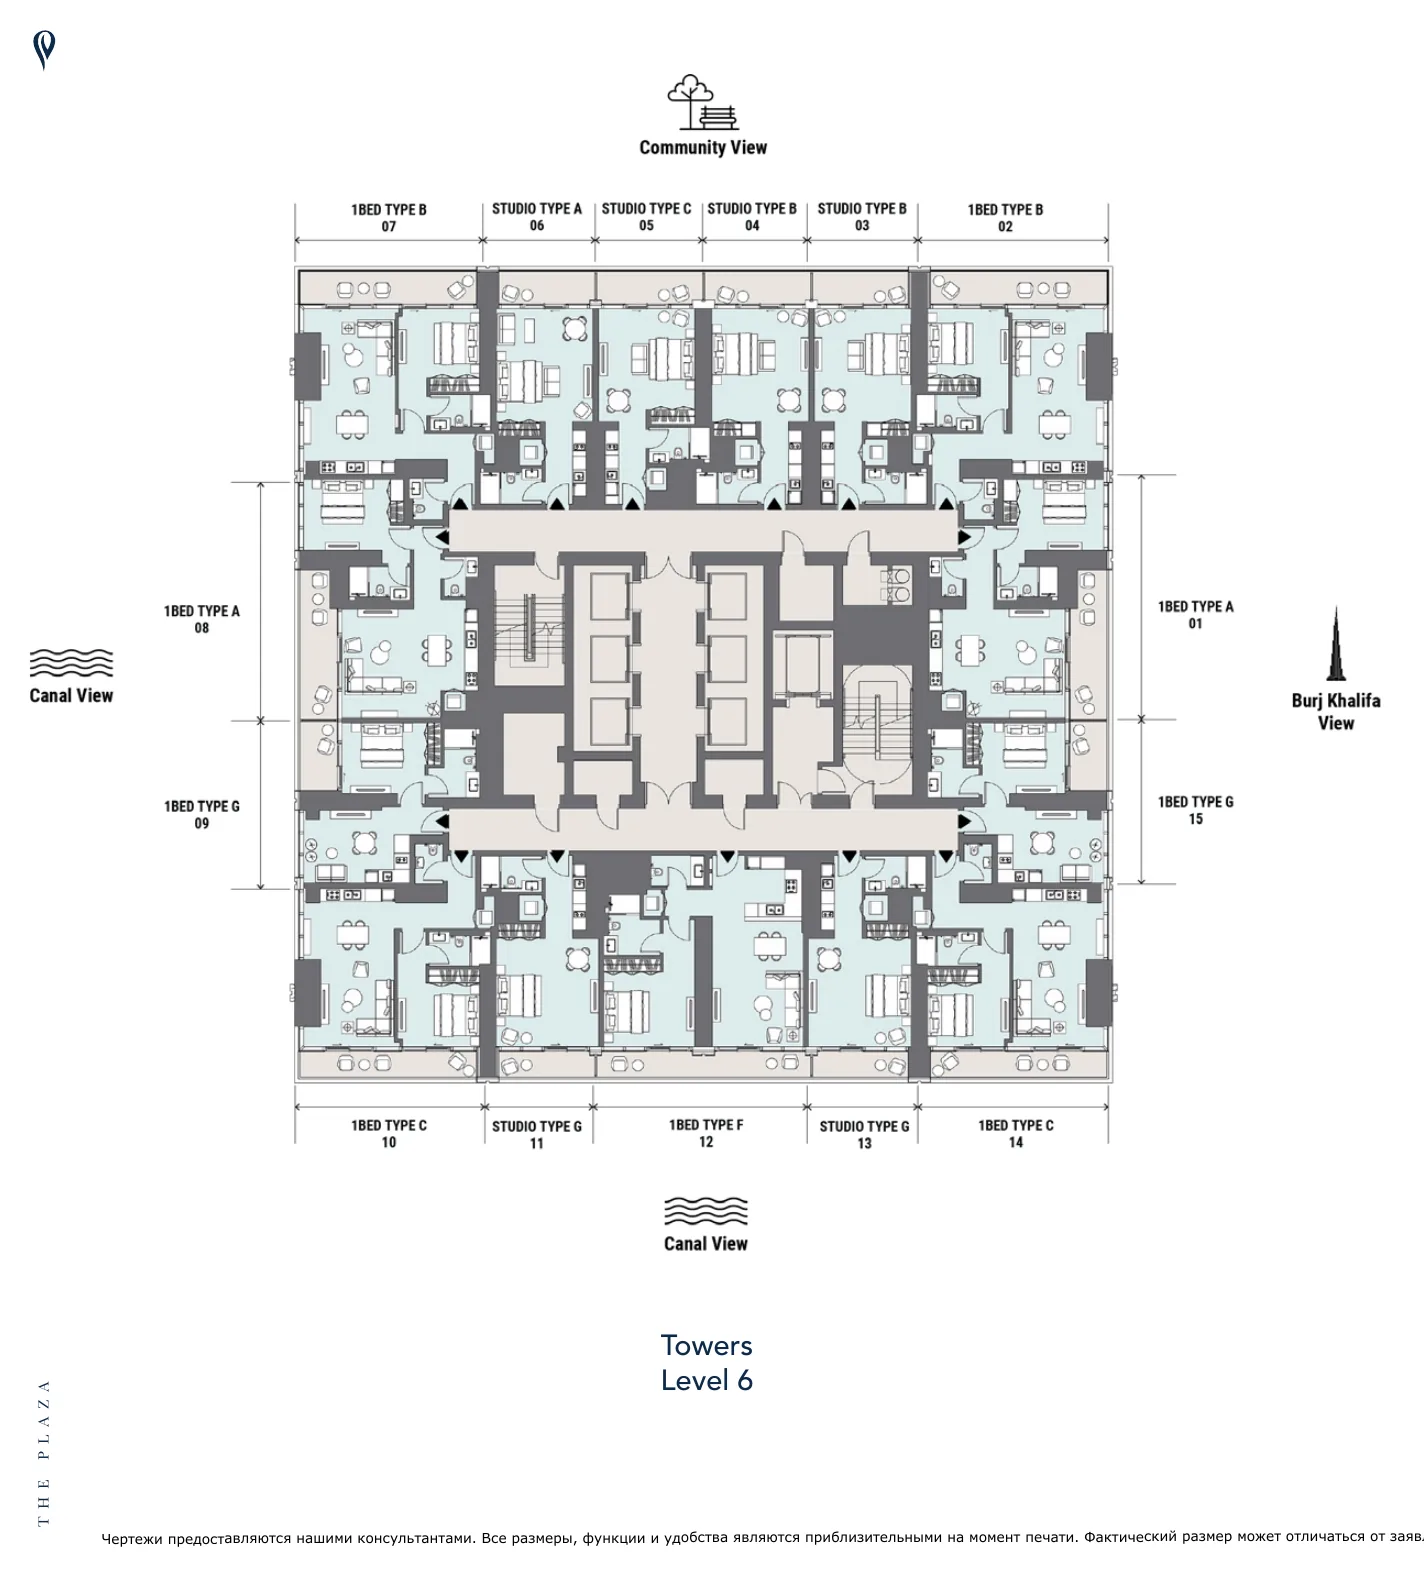 Community View
1BED TYPE B
07
STUDIO TYPE A
06
STUDIO TYPE C
05
STUDIO TYPE B
04
STUDIO TYPE B
03
1BED TYPE B
02
1BED TYPE A
08
1BED TYPE A
01
Canal View
Burj Khalifa
View
1BED TYPE G
09
1BED TYPE G
15
1BED TYPE C
10
STUDIO TYPE G
11
1BED TYPE F
12
STUDIO TYPE G
13
1BED TYPE C
14
Canal View
Towers
Level 6
THE PLAZA
Чертежи предоставляются нашими консультантами. Все размеры, функции и удобства являются приблизительными на момент печати. Фактический размер может отличаться от заяв